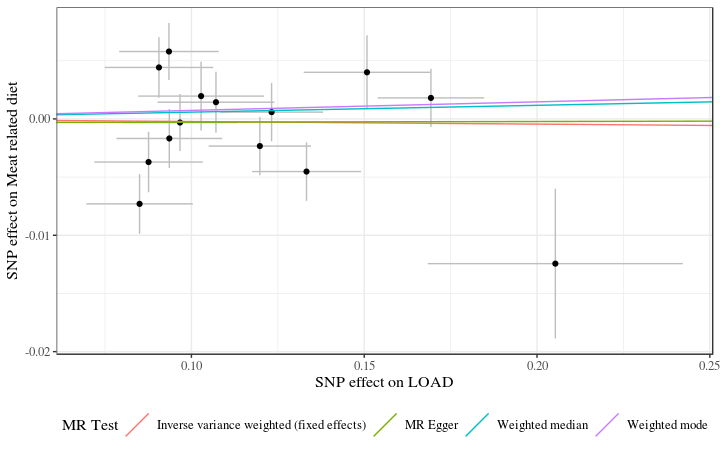 SNP effect on Meat related diet
0.00
-0.01
-0.02
0.10
0.15
0.20
0.25
SNP effect on LOAD
MR Test
Inverse variance weighted (fixed effects)
MR Egger
Weighted median
Weighted mode